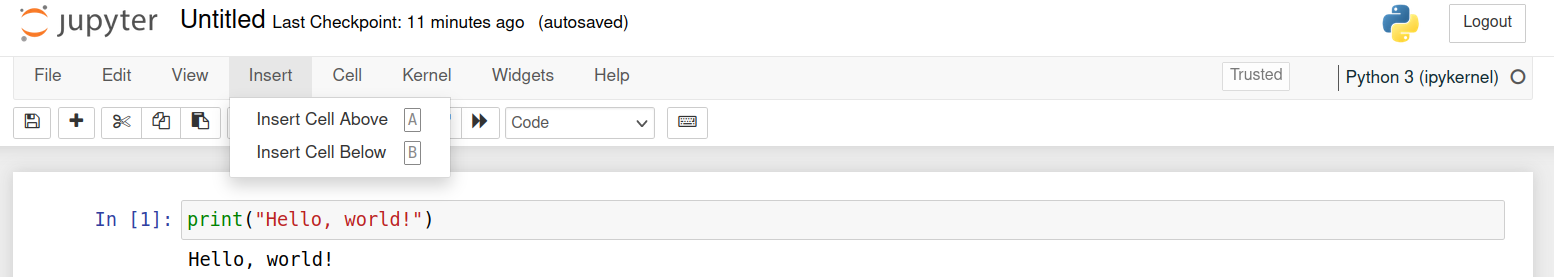 jupyter Untitled Last Checkpoint: 11 minutes ago (autosaved) Logout
File Edit View Insert Cell Kernel Widgets Help Trusted Python 3 (ipykernel)
Insert Cell Above A
Code
Insert Cell Below B
In [1]: print("Hello, world!")
Hello, world!